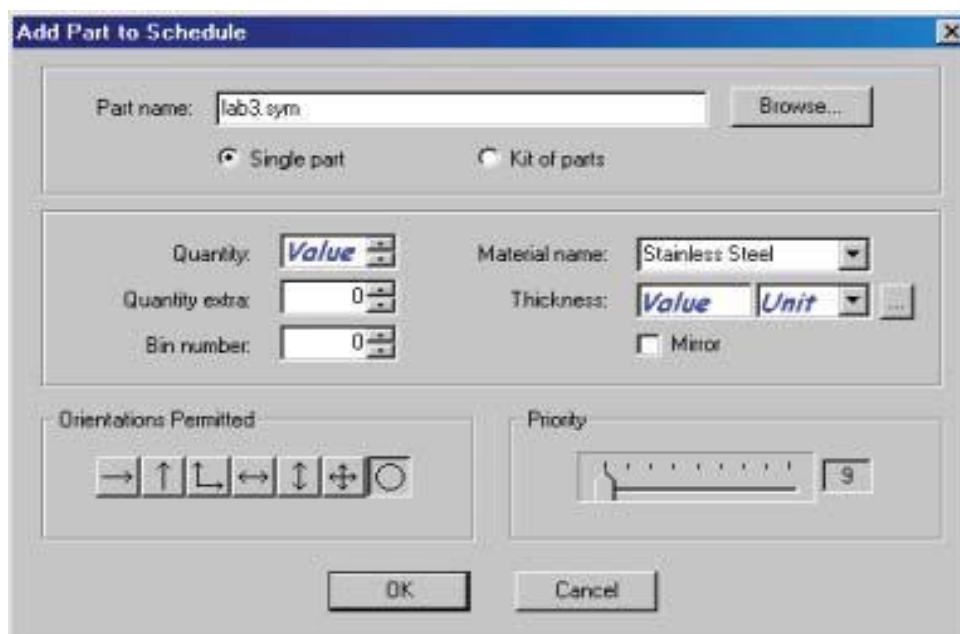 Add Part to Schedule
Part name: lab3.sym Browse...
Single part Kit of parts
Quantity: Value Material name: Stainless Steel
Quantity extra: 0 Thickness: Value Unit ...
Bin number: 0 Mirror
Orientations Permitted Priority
9
OK Cancel